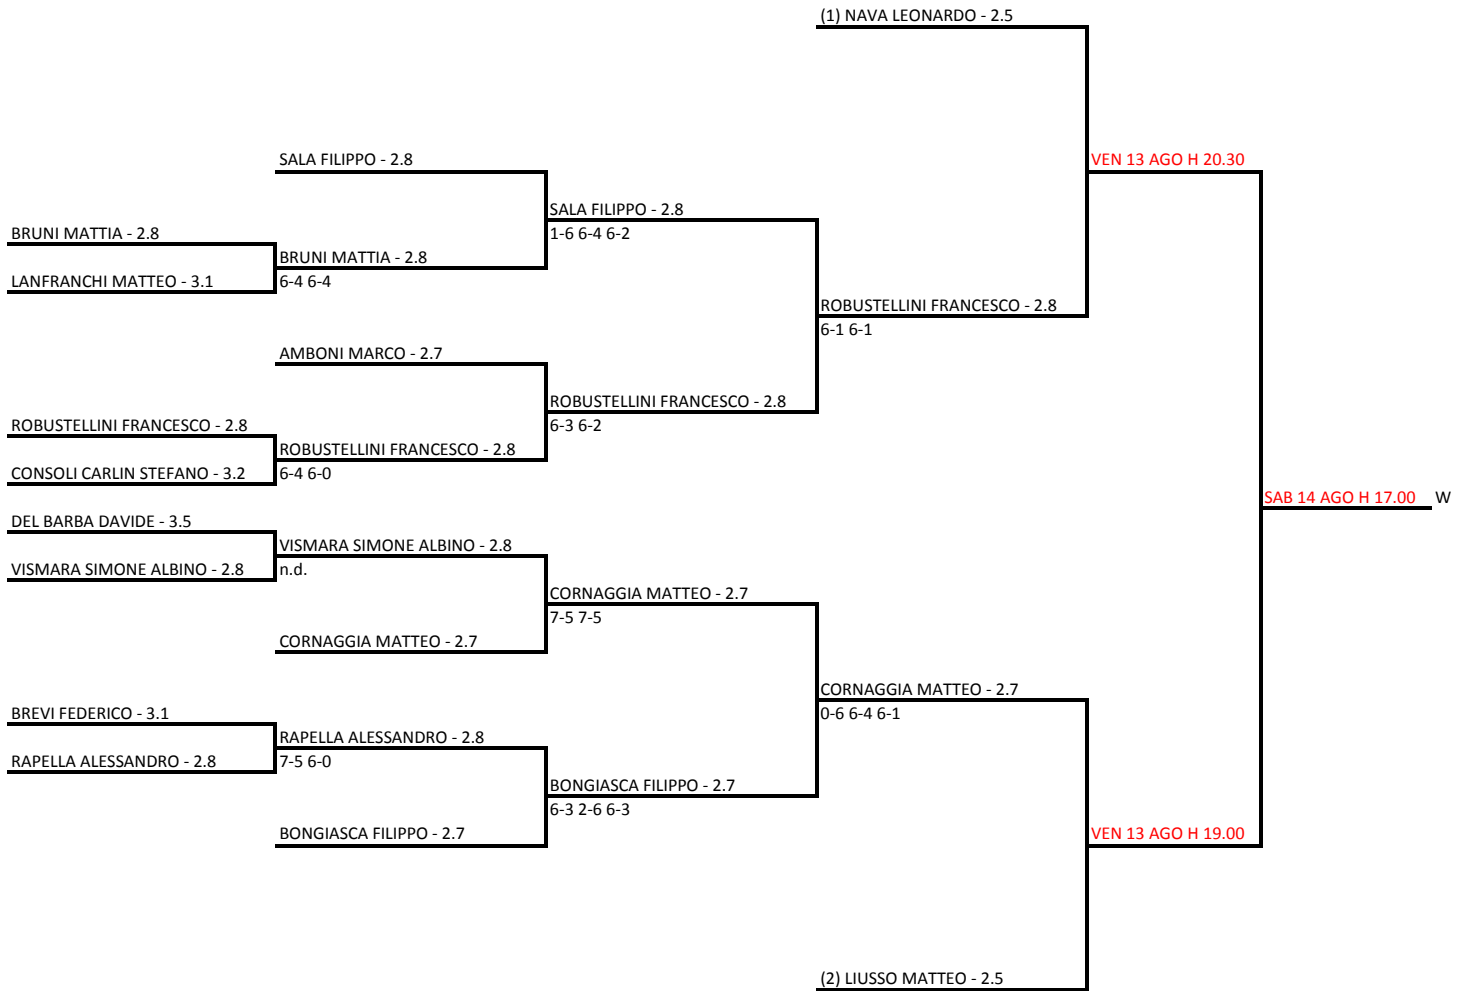 (1) NAVA LEONARDO - 2.5
SALA FILIPPO - 2.8
VEN 13 AGO H 20.30
SALA FILIPPO - 2.8
BRUNI MATTIA - 2.8
1-6 6-4 6-2
BRUNI MATTIA - 2.8
LANFRANCHI MATTEO - 3.1
6-4 6-4
ROBUSTELLINI FRANCESCO - 2.8
6-1 6-1
AMBONI MARCO - 2.7
ROBUSTELLINI FRANCESCO - 2.8
ROBUSTELLINI FRANCESCO - 2.8
6-3 6-2
ROBUSTELLINI FRANCESCO - 2.8
CONSOLI CARLIN STEFANO - 3.2
6-4 6-0
SAB 14 AGO H 17.00 W
DEL BARBA DAVIDE - 3.5
VISMARA SIMONE ALBINO - 2.8
VISMARA SIMONE ALBINO - 2.8
n.d.
CORNAGGIA MATTEO - 2.7
7-5 7-5
CORNAGGIA MATTEO - 2.7
CORNAGGIA MATTEO - 2.7
BREVI FEDERICO - 3.1
0-6 6-4 6-1
RAPELLA ALESSANDRO - 2.8
RAPELLA ALESSANDRO - 2.8
7-5 6-0
BONGIASCA FILIPPO - 2.7
6-3 2-6 6-3
BONGIASCA FILIPPO - 2.7
VEN 13 AGO H 19.00
(2) LIUSSO MATTEO - 2.5